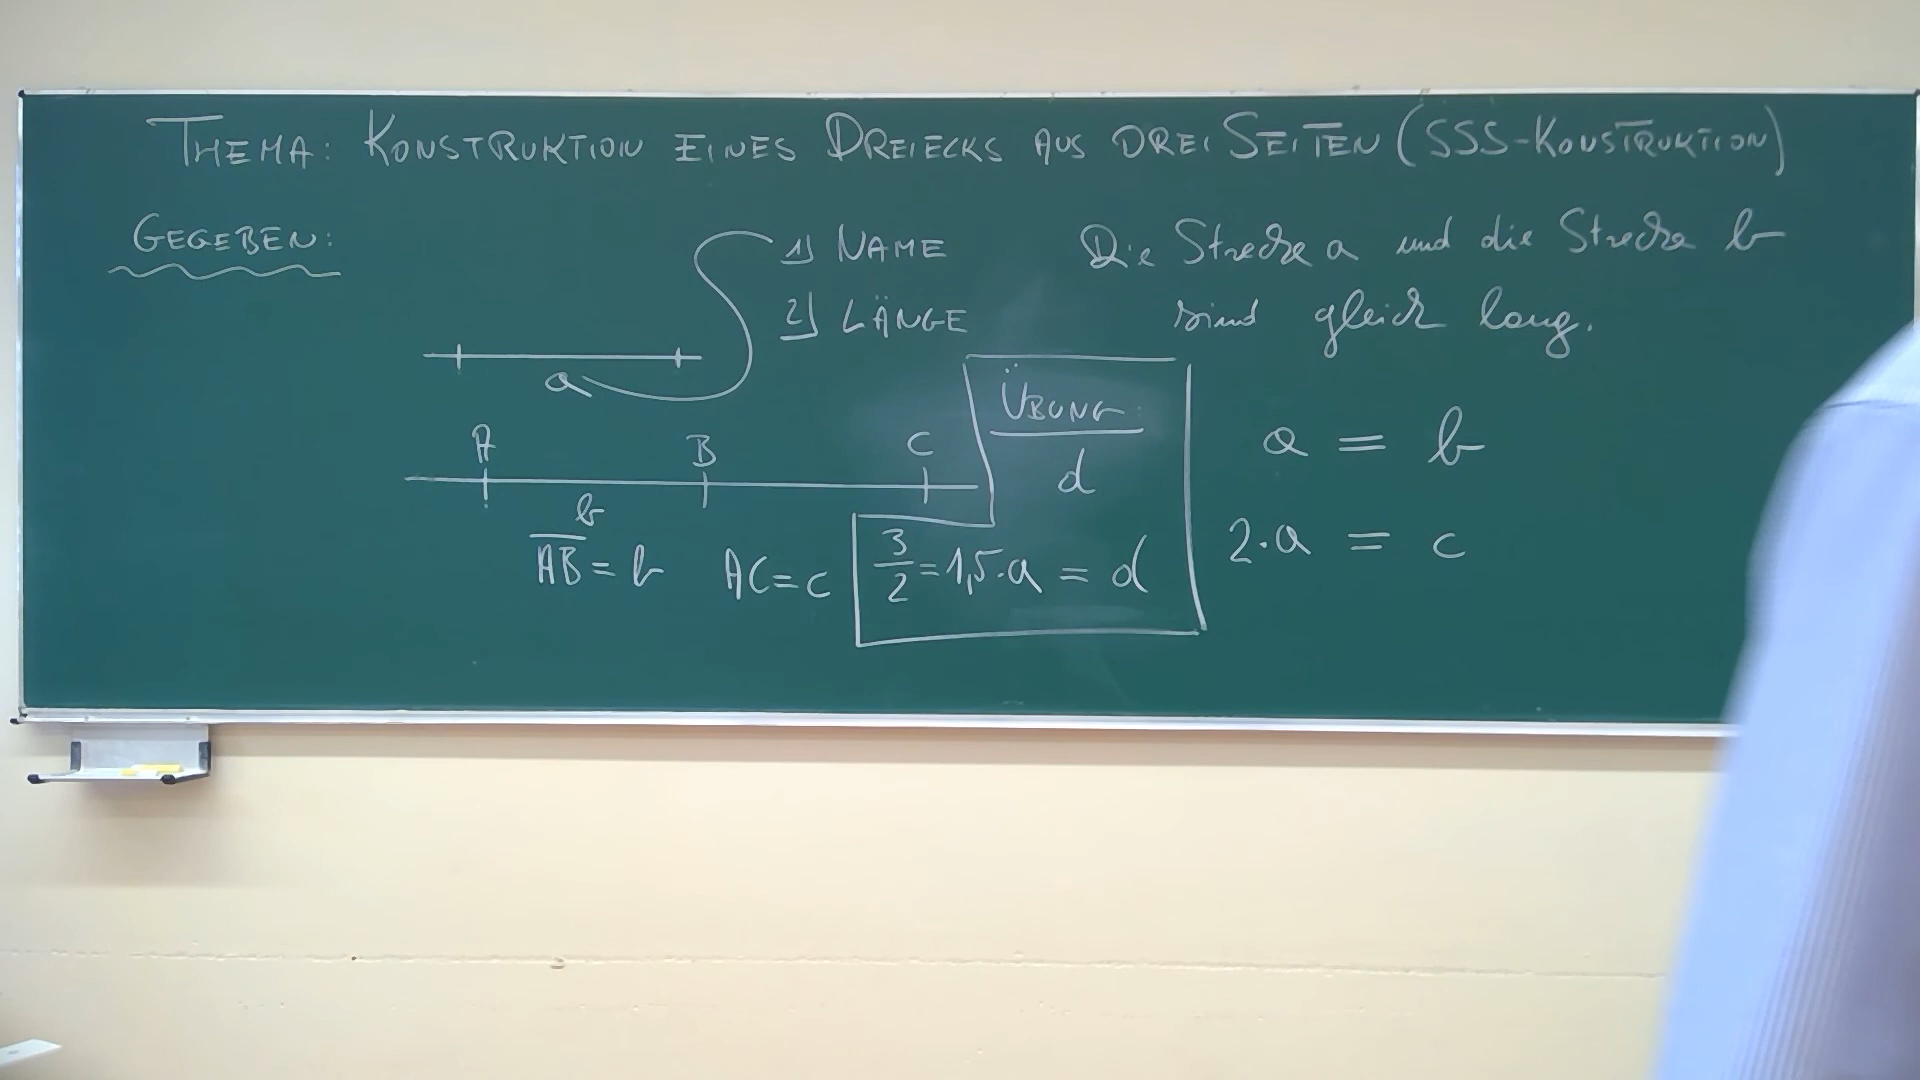 THEMA: KONSTRUKTION EINES DREIECKS AUS DREI SEITEN (SSS-KONSTRUKTION)
GEGEBEN:
1) NAME
2) LÄNGE
a
A B C
b
AB = b
AC = c
ÜBUNG:
d
3/2 = 1,5 · a = d
Die Strecke a und die Strecke b
sind gleich lang.
a = b
2 · a = c